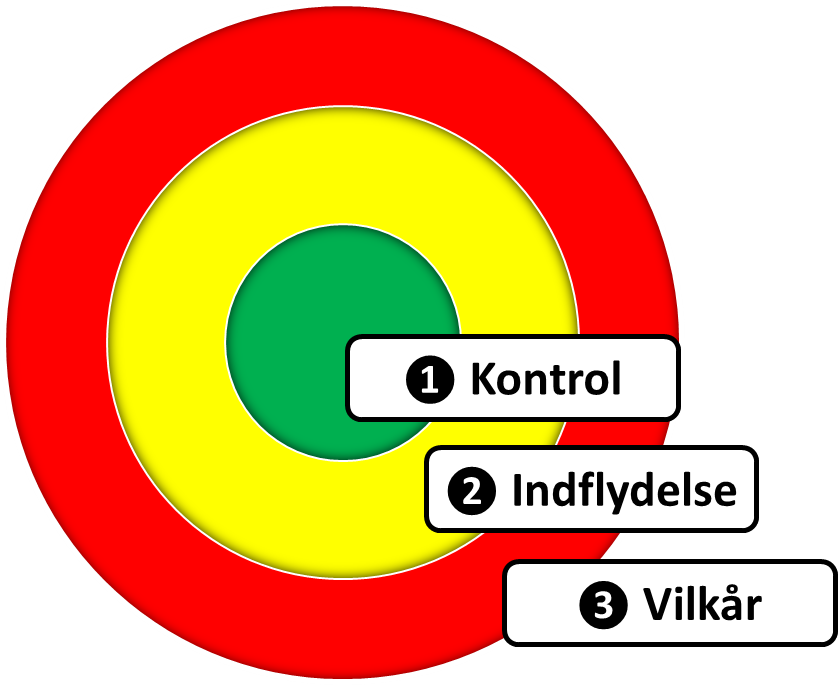 ❶ Kontrol
❷ Indflydelse
❸ Vilkår